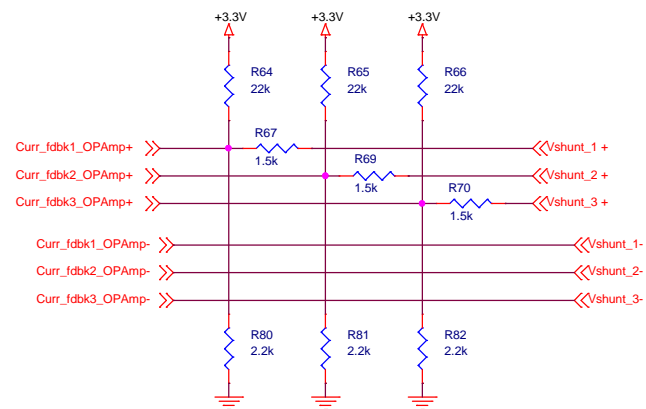 +3.3V +3.3V +3.3V
R64 R65 R66
22k 22k 22k
R67
Curr_fdbk1_OPAmp+ Vshunt_1 +
1.5k R69
Curr_fdbk2_OPAmp+ Vshunt_2 +
1.5k R70
Curr_fdbk3_OPAmp+ Vshunt_3 +
1.5k
Curr_fdbk1_OPAmp- Vshunt_1-
Curr_fdbk2_OPAmp- Vshunt_2-
Curr_fdbk3_OPAmp- Vshunt_3-
R80 R81 R82
2.2k 2.2k 2.2k